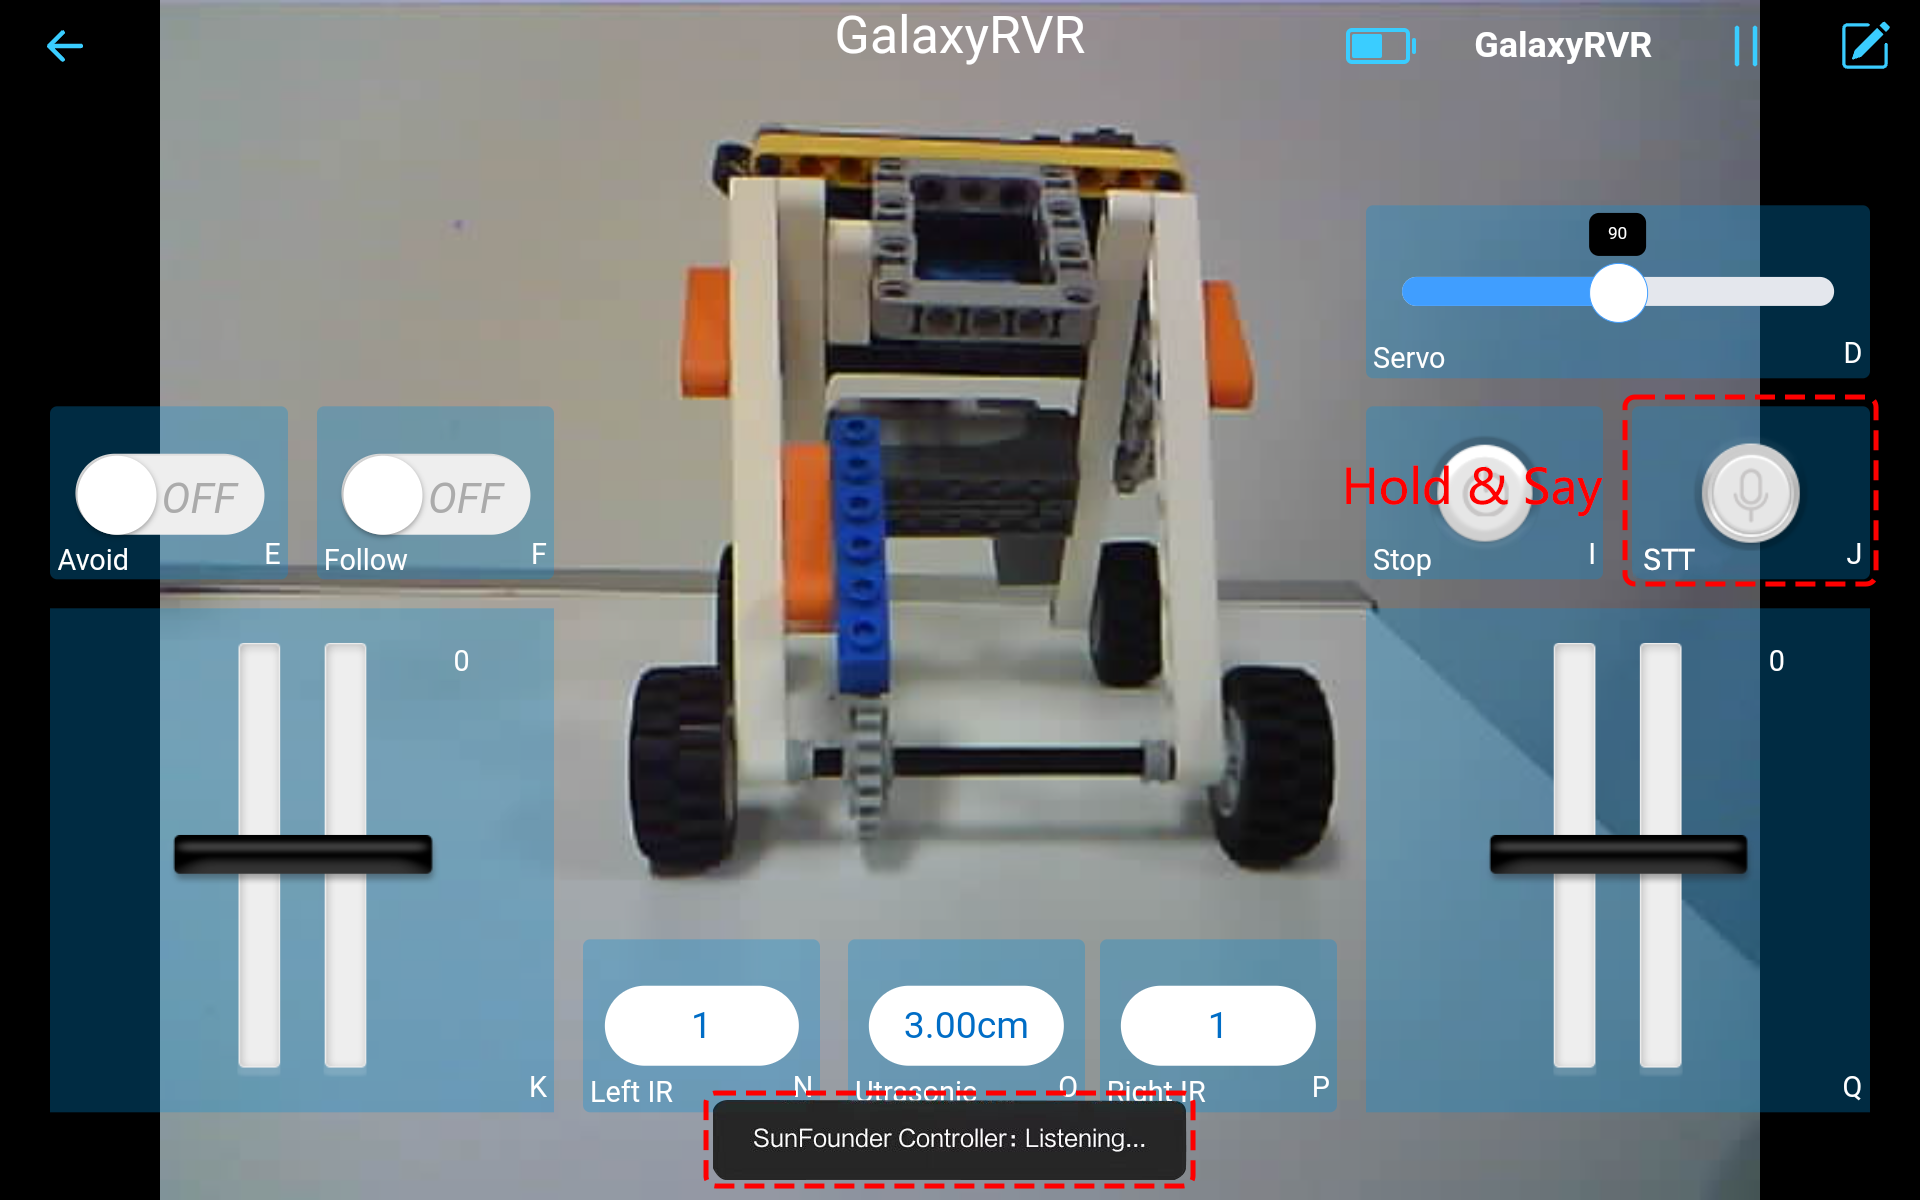 GalaxyRVR
GalaxyRVR
90
Servo
D
OFF
Avoid
E
OFF
Follow
F
Hold & Say
Stop
I
STT
J
0
K
0
Q
1
Left IR
N
3.00cm
Utrasonic
O
1
Right IR
P
SunFounder Controller: Listening...